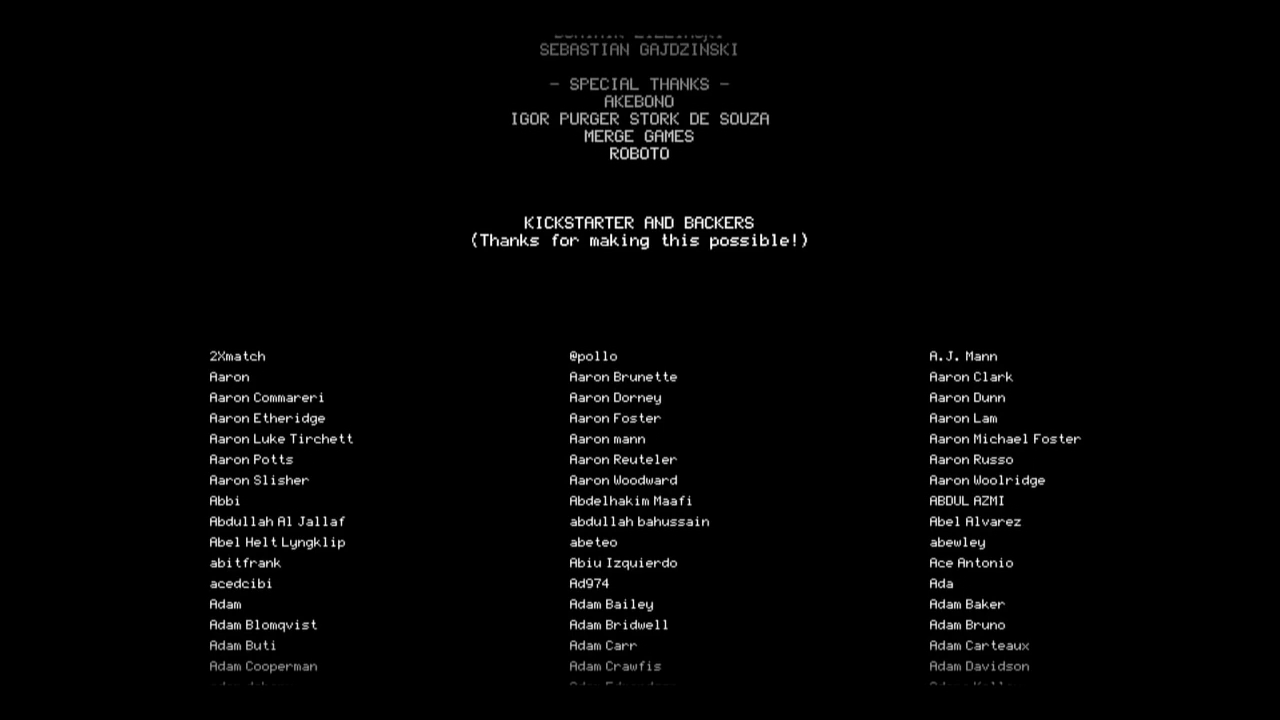 SEBASTIAN GAJDZIŃSKI
- SPECIAL THANKS -
AKEBONO
IGOR PURGER STORK DE SOUZA
MERGE GAMES
ROBOTO
KICKSTARTER AND BACKERS
(Thanks for making this possible!)
2Xmatch @pollo A.J. Mann
Aaron Aaron Brunette Aaron Clark
Aaron Commareri Aaron Dorney Aaron Dunn
Aaron Etheridge Aaron Foster Aaron Lam
Aaron Luke Tirchett Aaron mann Aaron Michael Foster
Aaron Potts Aaron Reuteler Aaron Russo
Aaron Slisher Aaron Woodward Aaron Woolridge
Abbi Abdelhakim Maafi ABDUL AZMI
Abdullah Al Jallaf abdullah bahussain Abel Alvarez
Abel Helt Lyngklip abeteo abewley
abitfrank Abiu Izquierdo Ace Antonio
acedcibi Ad974 Ada
Adam Adam Bailey Adam Baker
Adam Blomqvist Adam Bridwell Adam Bruno
Adam Buti Adam Carr Adam Carteaux
Adam Cooperman Adam Crawfis Adam Davidson